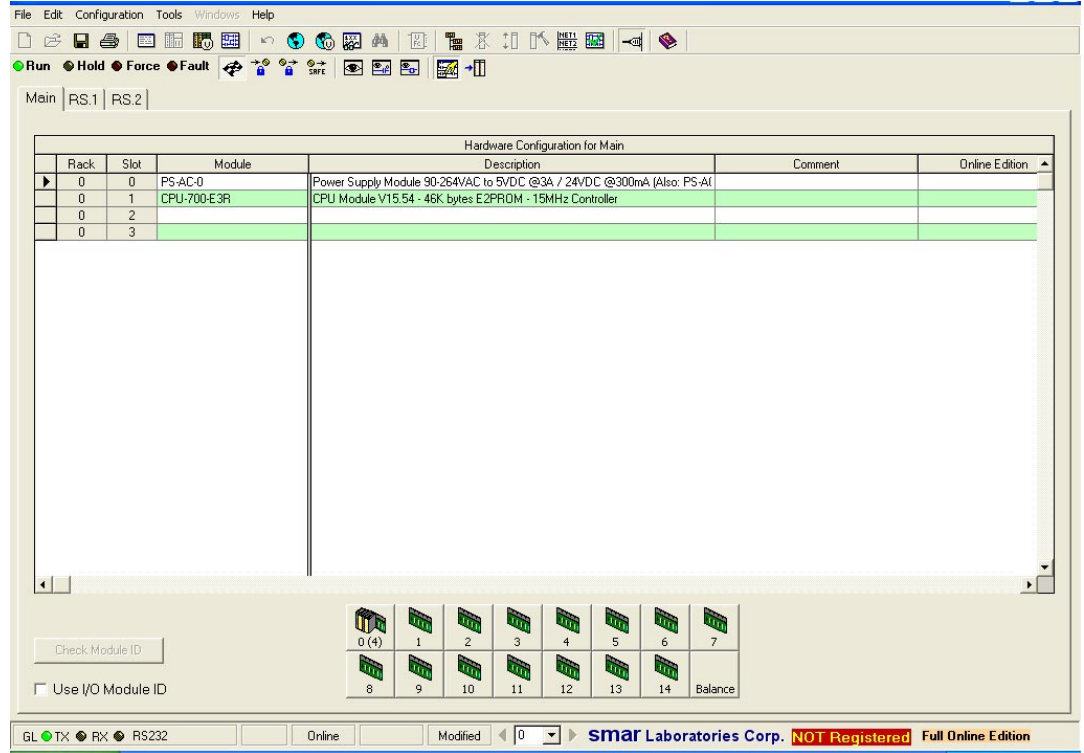 File Edit Configuration Tools Windows Help
Run Hold Force Fault
Main RS.1 RS.2
Hardware Configuration for Main
Rack Slot Module Description Comment Online Edition
0 0 PS-AC-0 Power Supply Module 90-264VAC to 5VDC @3A / 24VDC @300mA (Also: PS-A(
0 1 CPU-700-E3R CPU Module V15.54 - 46K bytes E2PROM - 15MHz Controller
0 2
0 3
0 (4) 1 2 3 4 5 6 7
Check Module ID
8 9 10 11 12 13 14 Balance
Use I/O Module ID
GL TX RX RS232 Online Modified 0 smar Laboratories Corp. NOT Registered Full Online Edition